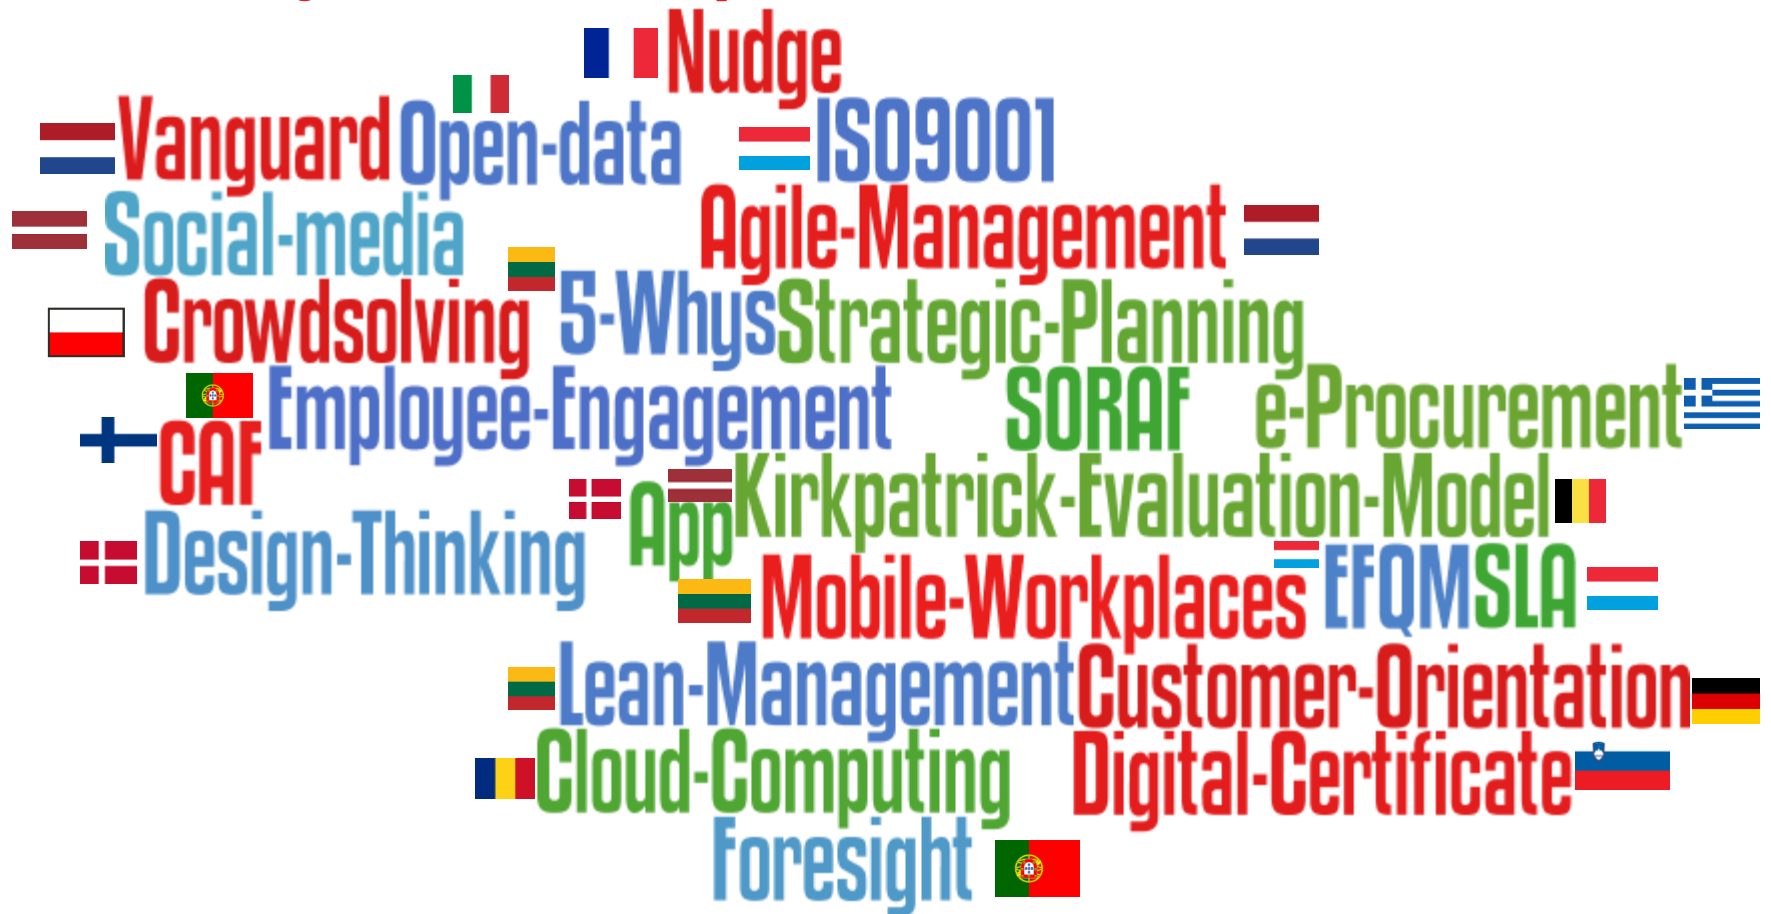 Nudge
Vanguard Open-data ISO9001
Social-media Agile-Management
Crowdsolving 5-Whys Strategic-Planning
Employee-Engagement SORAF e-Procurement
CAF
App Kirkpatrick-Evaluation-Model
Design-Thinking
Mobile-Workplaces EFQM SLA
Lean-Management Customer-Orientation
Cloud-Computing Digital-Certificate
Foresight